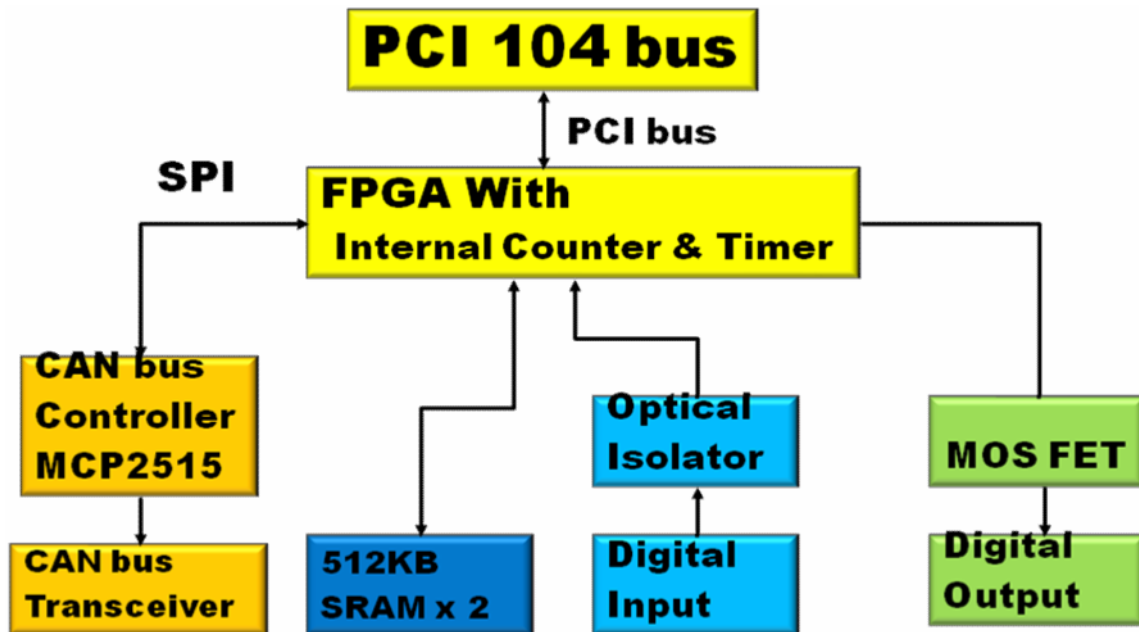 PCI 104 bus
PCI bus
SPI
FPGA With
Internal Counter & Timer
CAN bus
Controller
MCP2515
Optical
Isolator
MOS FET
CAN bus
Transceiver
512KB
SRAM x 2
Digital
Input
Digital
Output